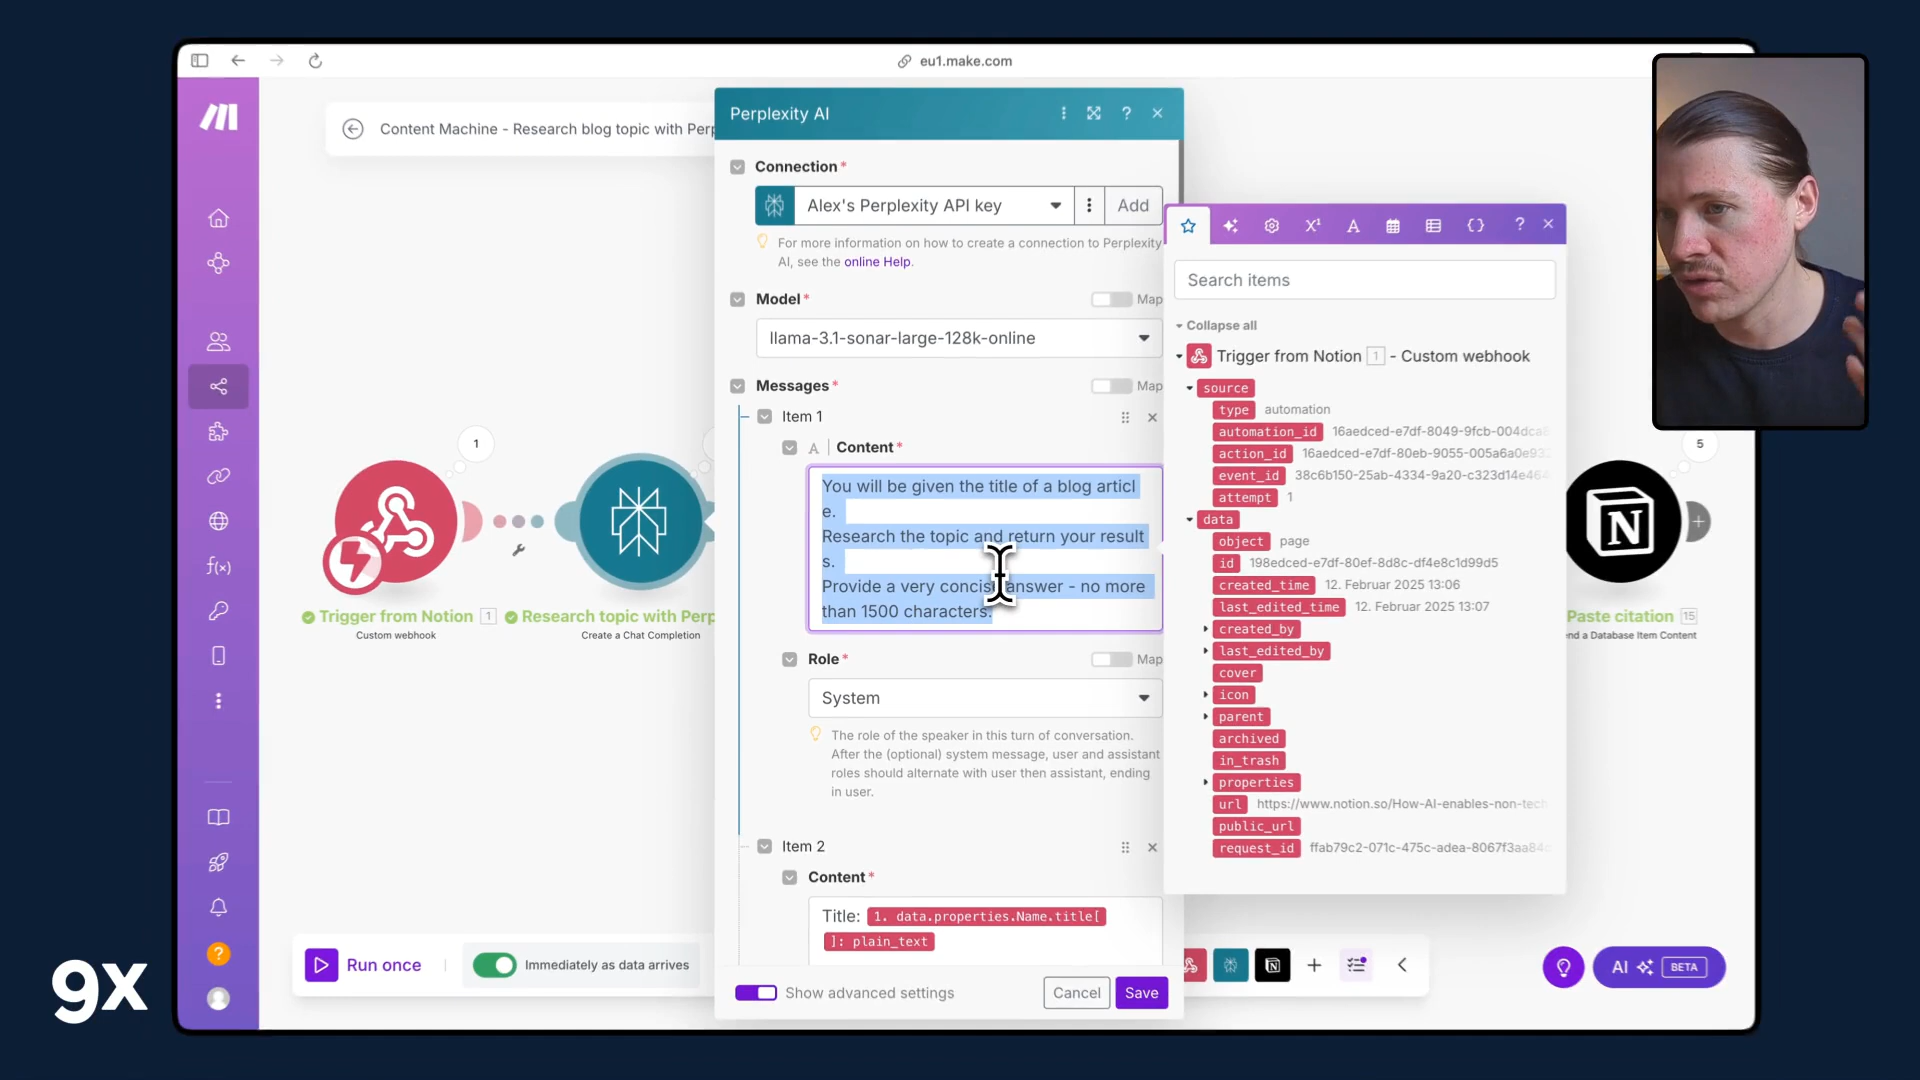 eu1.make.com
Content Machine - Research blog topic with Perp
Perplexity AI
?
Connection*
Alex's Perplexity API key
Add
For more information on how to create a connection to Perplexity
AI, see the online Help.
Model*
Map
llama-3.1-sonar-large-128k-online
Messages*
Map
Item 1
A | Content*
You will be given the title of a blog articl
e.
Research the topic and return your result
s.
Provide a very concise answer - no more
than 1500 characters.
Role*
Map
System
The role of the speaker in this turn of conversation.
After the (optional) system message, user and assistant
roles should alternate with user then assistant, ending
in user.
Item 2
Content*
Title: 1. data.properties.Name.title[
]: plain_text
Show advanced settings
Cancel
Save
X¹
A
{}
?
Search items
Collapse all
Trigger from Notion 1 - Custom webhook
source
type automation
automation_id 16aedced-e7df-8049-9fcb-004dca
action_id 16aedced-e7df-80eb-9055-005a6a0e93
event_id 38c6b150-25ab-4334-9a20-c323d14e464
attempt 1
data
object page
id 198edced-e7df-80ef-8d8c-df4e8c1d99d5
created_time 12. Februar 2025 13:06
last_edited_time 12. Februar 2025 13:07
created_by
last_edited_by
cover
icon
parent
archived
in_trash
properties
url https://www.notion.so/How-AI-enables-non-tech
public_url
request_id ffab79c2-071c-475c-adea-8067f3aa84
1
Trigger from Notion 1
Custom webhook
Research topic with Perp
Create a Chat Completion
5
N
Paste citation 15
nd a Database Item Content
f(x)
?
Run once
Immediately as data arrives
AI BETA
9x